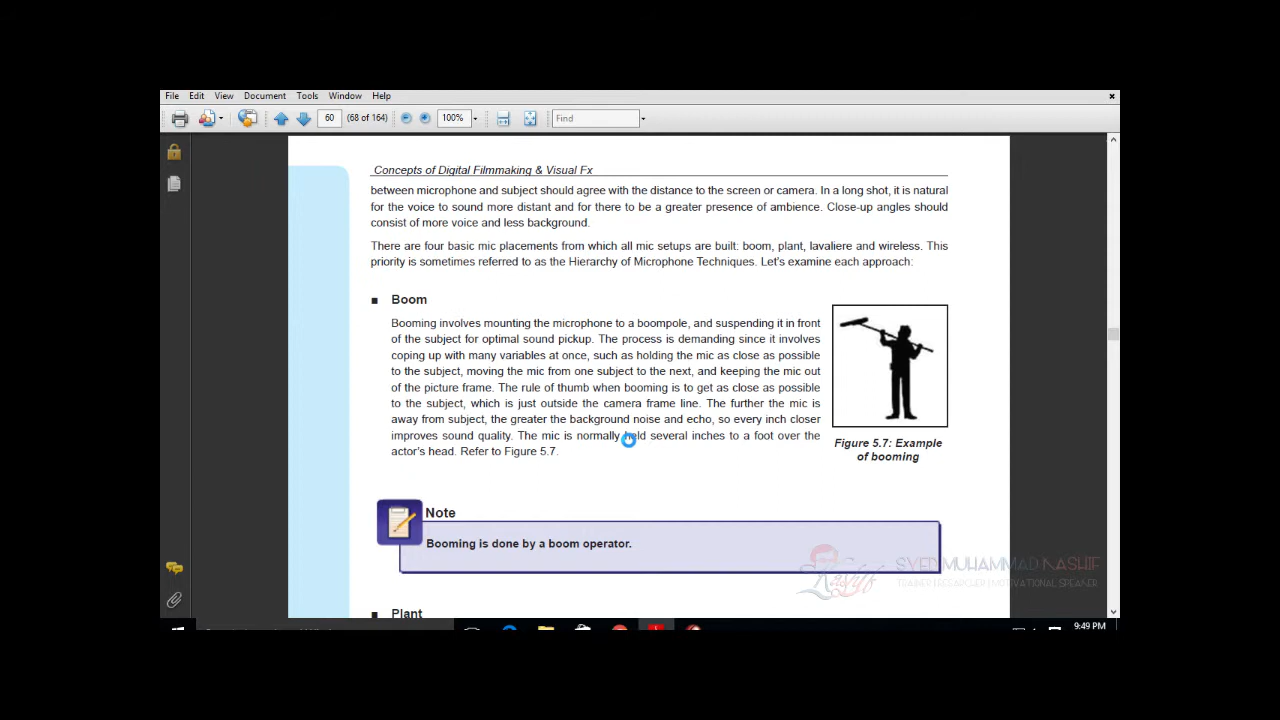 File Edit View Document Tools Window Help
60 (68 of 164) 100% Find
Concepts of Digital Filmmaking & Visual Fx
between microphone and subject should agree with the distance to the screen or camera. In a long shot, it is natural
for the voice to sound more distant and for there to be a greater presence of ambience. Close-up angles should
consist of more voice and less background.
There are four basic mic placements from which all mic setups are built: boom, plant, lavaliere and wireless. This
priority is sometimes referred to as the Hierarchy of Microphone Techniques. Let's examine each approach:
■ Boom
Booming involves mounting the microphone to a boompole, and suspending it in front
of the subject for optimal sound pickup. The process is demanding since it involves
coping up with many variables at once, such as holding the mic as close as possible
to the subject, moving the mic from one subject to the next, and keeping the mic out
of the picture frame. The rule of thumb when booming is to get as close as possible
to the subject, which is just outside the camera frame line. The further the mic is
away from subject, the greater the background noise and echo, so every inch closer
improves sound quality. The mic is normally held several inches to a foot over the
actor's head. Refer to Figure 5.7.
Figure 5.7: Example
of booming
Note
Booming is done by a boom operator.
SYED MUHAMMAD KASHIF
TRAINER | RESEARCHER | MOTIVATIONAL SPEAKER
Kashif
■ Plant
9:49 PM